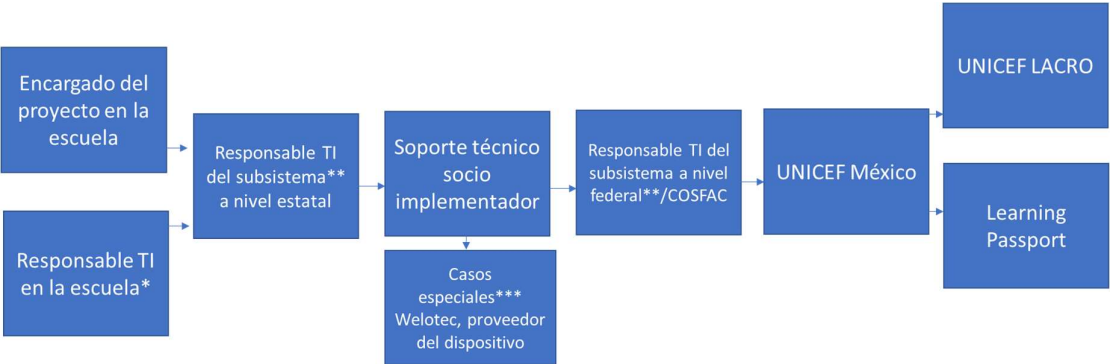 Encargado del
proyecto en la
escuela
Responsable TI
en la escuela*
Responsable TI
del subsistema**
a nivel estatal
Soporte técnico
socio
implementador
Casos
especiales***
Welotec, proveedor
del dispositivo
Responsable TI del
subsistema a nivel
federal**/COSFAC
UNICEF México
UNICEF LACRO
Learning
Passport